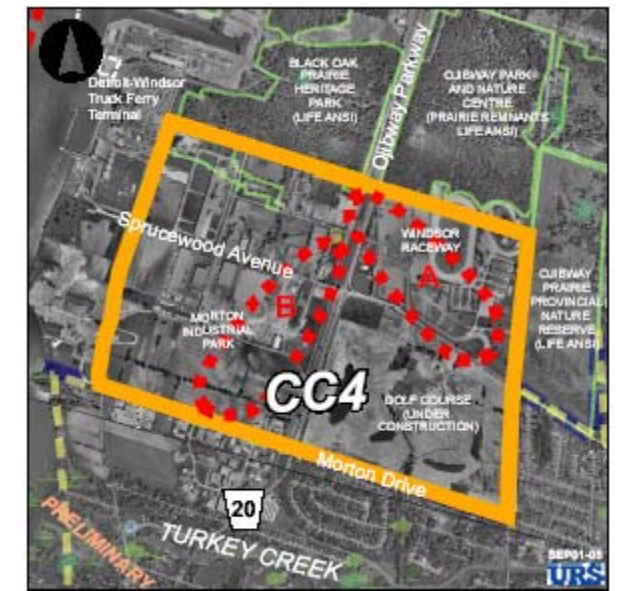 Detroit-Windsor
Truck Ferry
Terminal
BLACK OAK
PRAIRIE
HERITAGE
PARK
(LIFE ANSI)
Ojibway Parkway
OJIBWAY PARK
AND NATURE
CENTRE
(PRAIRIE REMNANTS
LIFE ANSI)
Sprucewood Avenue
WINDSOR
RACEWAY
A
B
MORTON
INDUSTRIAL
PARK
OJIBWAY
PRAIRIE
PROVINCIAL
NATURE
RESERVE
(LIFE ANSI)
CC4
GOLF COURSE
(UNDER
CONSTRUCTION)
Morton Drive
20
TURKEY CREEK
PRELIMINARY
SEP01-05
URS